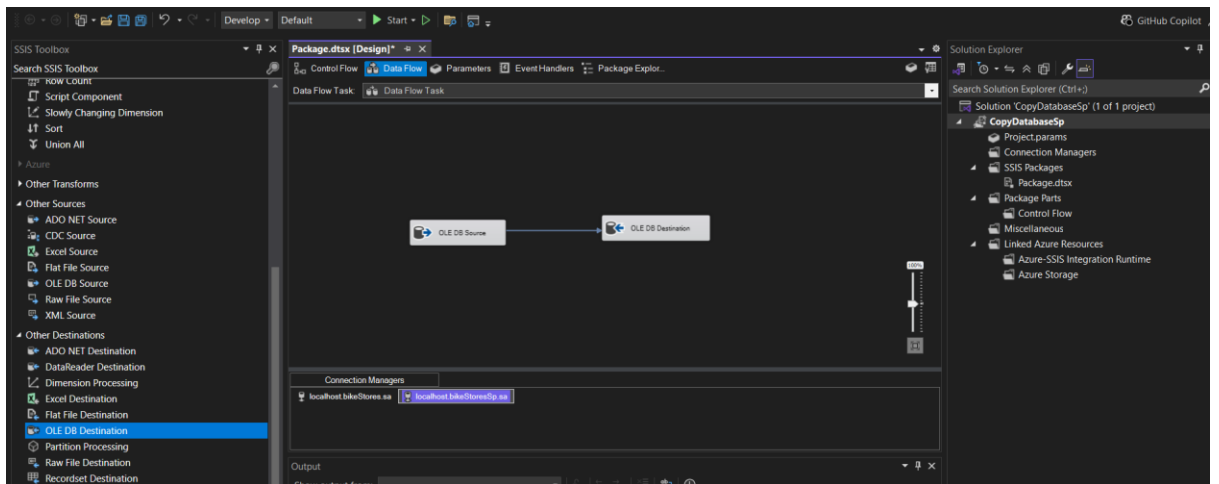 Develop Default Start GitHub Copilot
SSIS Toolbox
Search SSIS Toolbox
Row Count
Script Component
Slowly Changing Dimension
Sort
Union All
Azure
Other Transforms
Other Sources
ADO NET Source
CDC Source
Excel Source
Flat File Source
OLE DB Source
Raw File Source
XML Source
Other Destinations
ADO NET Destination
DataReader Destination
Dimension Processing
Excel Destination
Flat File Destination
OLE DB Destination
Partition Processing
Raw File Destination
Recordset Destination
Package.dtsx [Design]*
Control Flow Data Flow Parameters Event Handlers Package Explor...
Data Flow Task: Data Flow Task
OLE DB Source OLE DB Destination
100%
Connection Managers
localhost.bikeStores.sa localhost.bikeStoresSp.sa
Output
Show output from:
Solution Explorer
Search Solution Explorer (Ctrl+;)
Solution 'CopyDatabaseSp' (1 of 1 project)
CopyDatabaseSp
Project.params
Connection Managers
SSIS Packages
Package.dtsx
Package Parts
Control Flow
Miscellaneous
Linked Azure Resources
Azure-SSIS Integration Runtime
Azure Storage